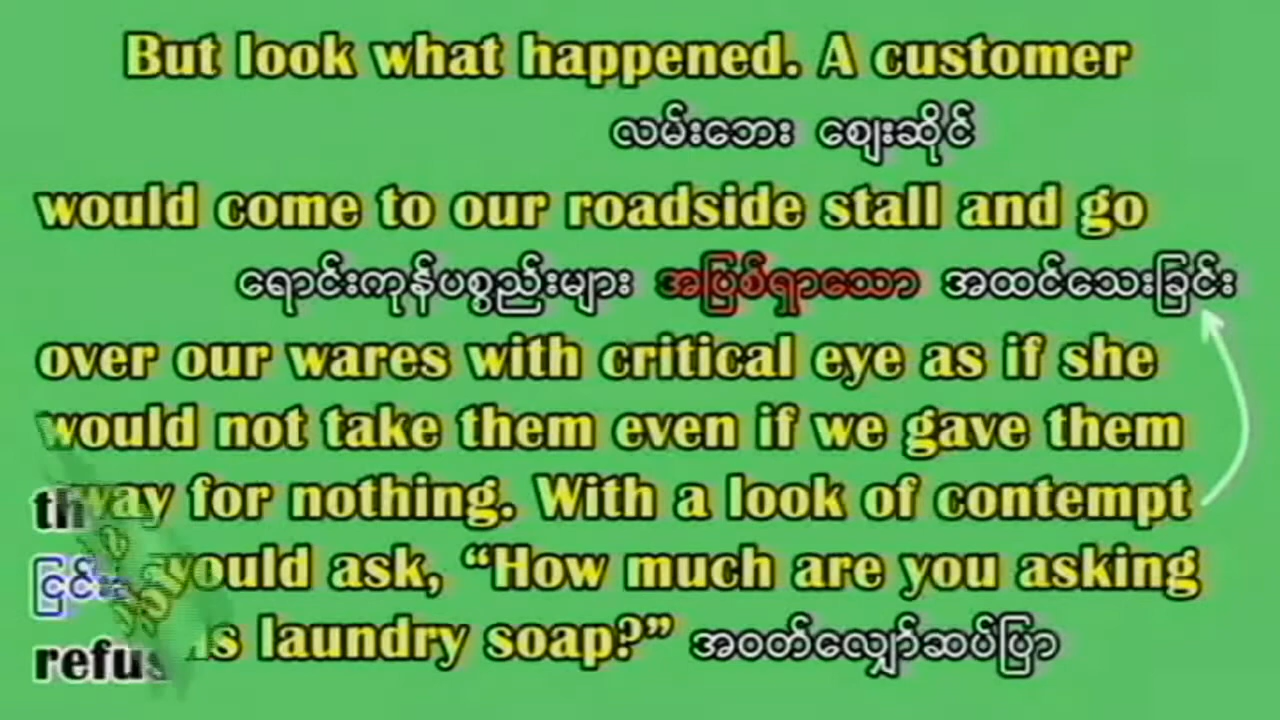 But look what happened. A customer
လမ်းဘေး ဈေးဆိုင်
would come to our roadside stall and go
ရောင်းကုန်ပစ္စည်းများ အပြစ်ရှာသော အထင်သေးခြင်း
over our wares with critical eye as if she
would not take them even if we gave them
way for nothing. With a look of contempt
would ask, “How much are you asking
laundry soap?” အဝတ်လျှော်ဆပ်ပြာ